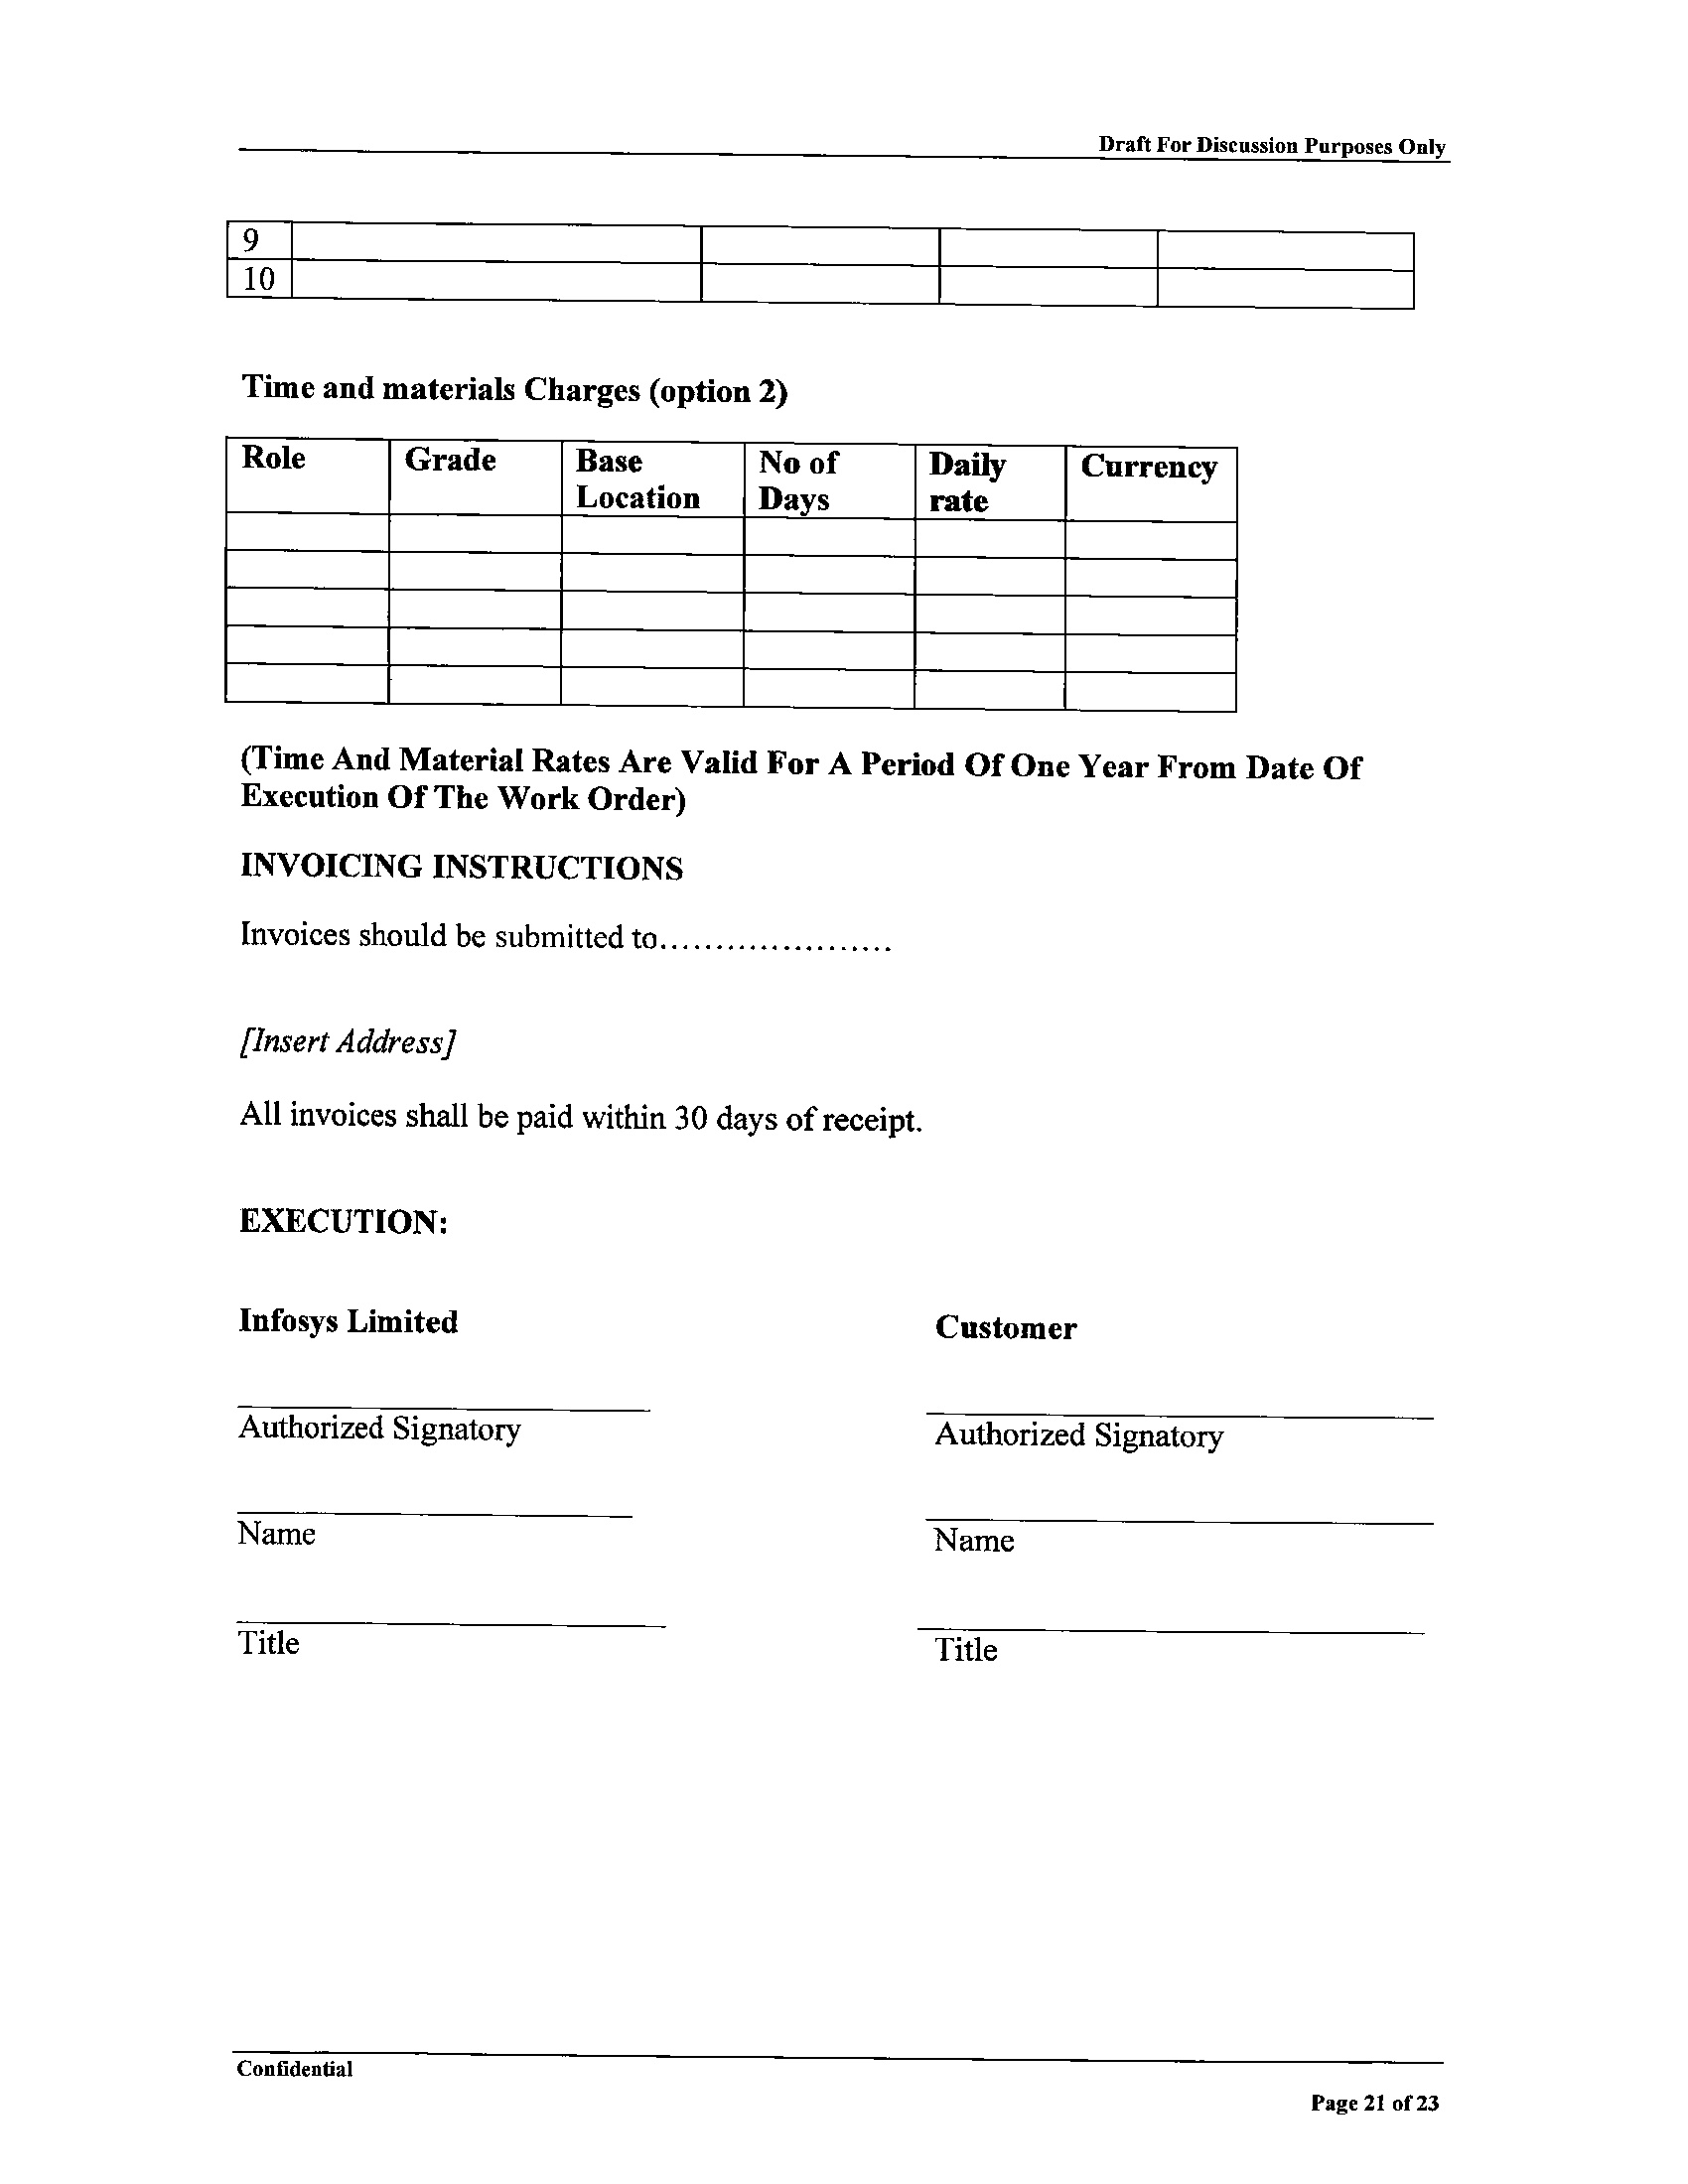 Draft For Discussion Purposes Only
9
10
Time and materials Charges (option 2)
Role Grade Base Location No of Days Daily rate Currency
(Time And Material Rates Are Valid For A Period Of One Year From Date Of
Execution Of The Work Order)
INVOICING INSTRUCTIONS
Invoices should be submitted to.....................
[Insert Address]
All invoices shall be paid within 30 days of receipt.
EXECUTION:
Infosys Limited Customer
Authorized Signatory Authorized Signatory
Name Name
Title Title
Confidential
Page 21 of 23